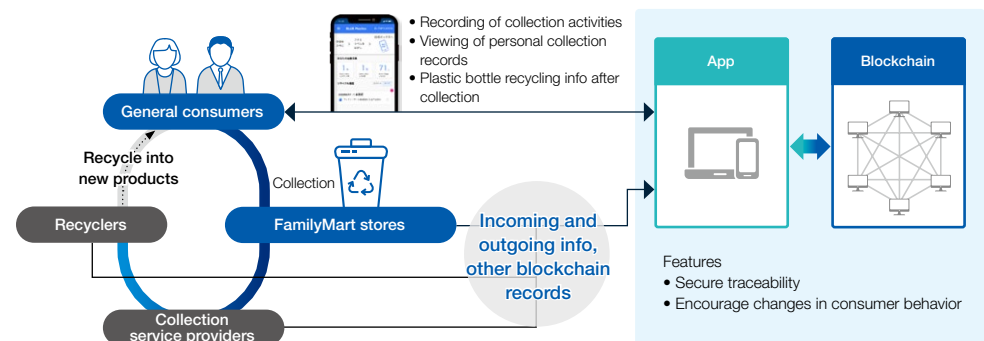 • Recording of collection activities
• Viewing of personal collection
records
• Plastic bottle recycling info after
collection
App
Blockchain
General consumers
Recycle into
new products
Collection
Recyclers
FamilyMart stores
Incoming and
outgoing info,
other blockchain
records
Collection
service providers
Features
• Secure traceability
• Encourage changes in consumer behavior